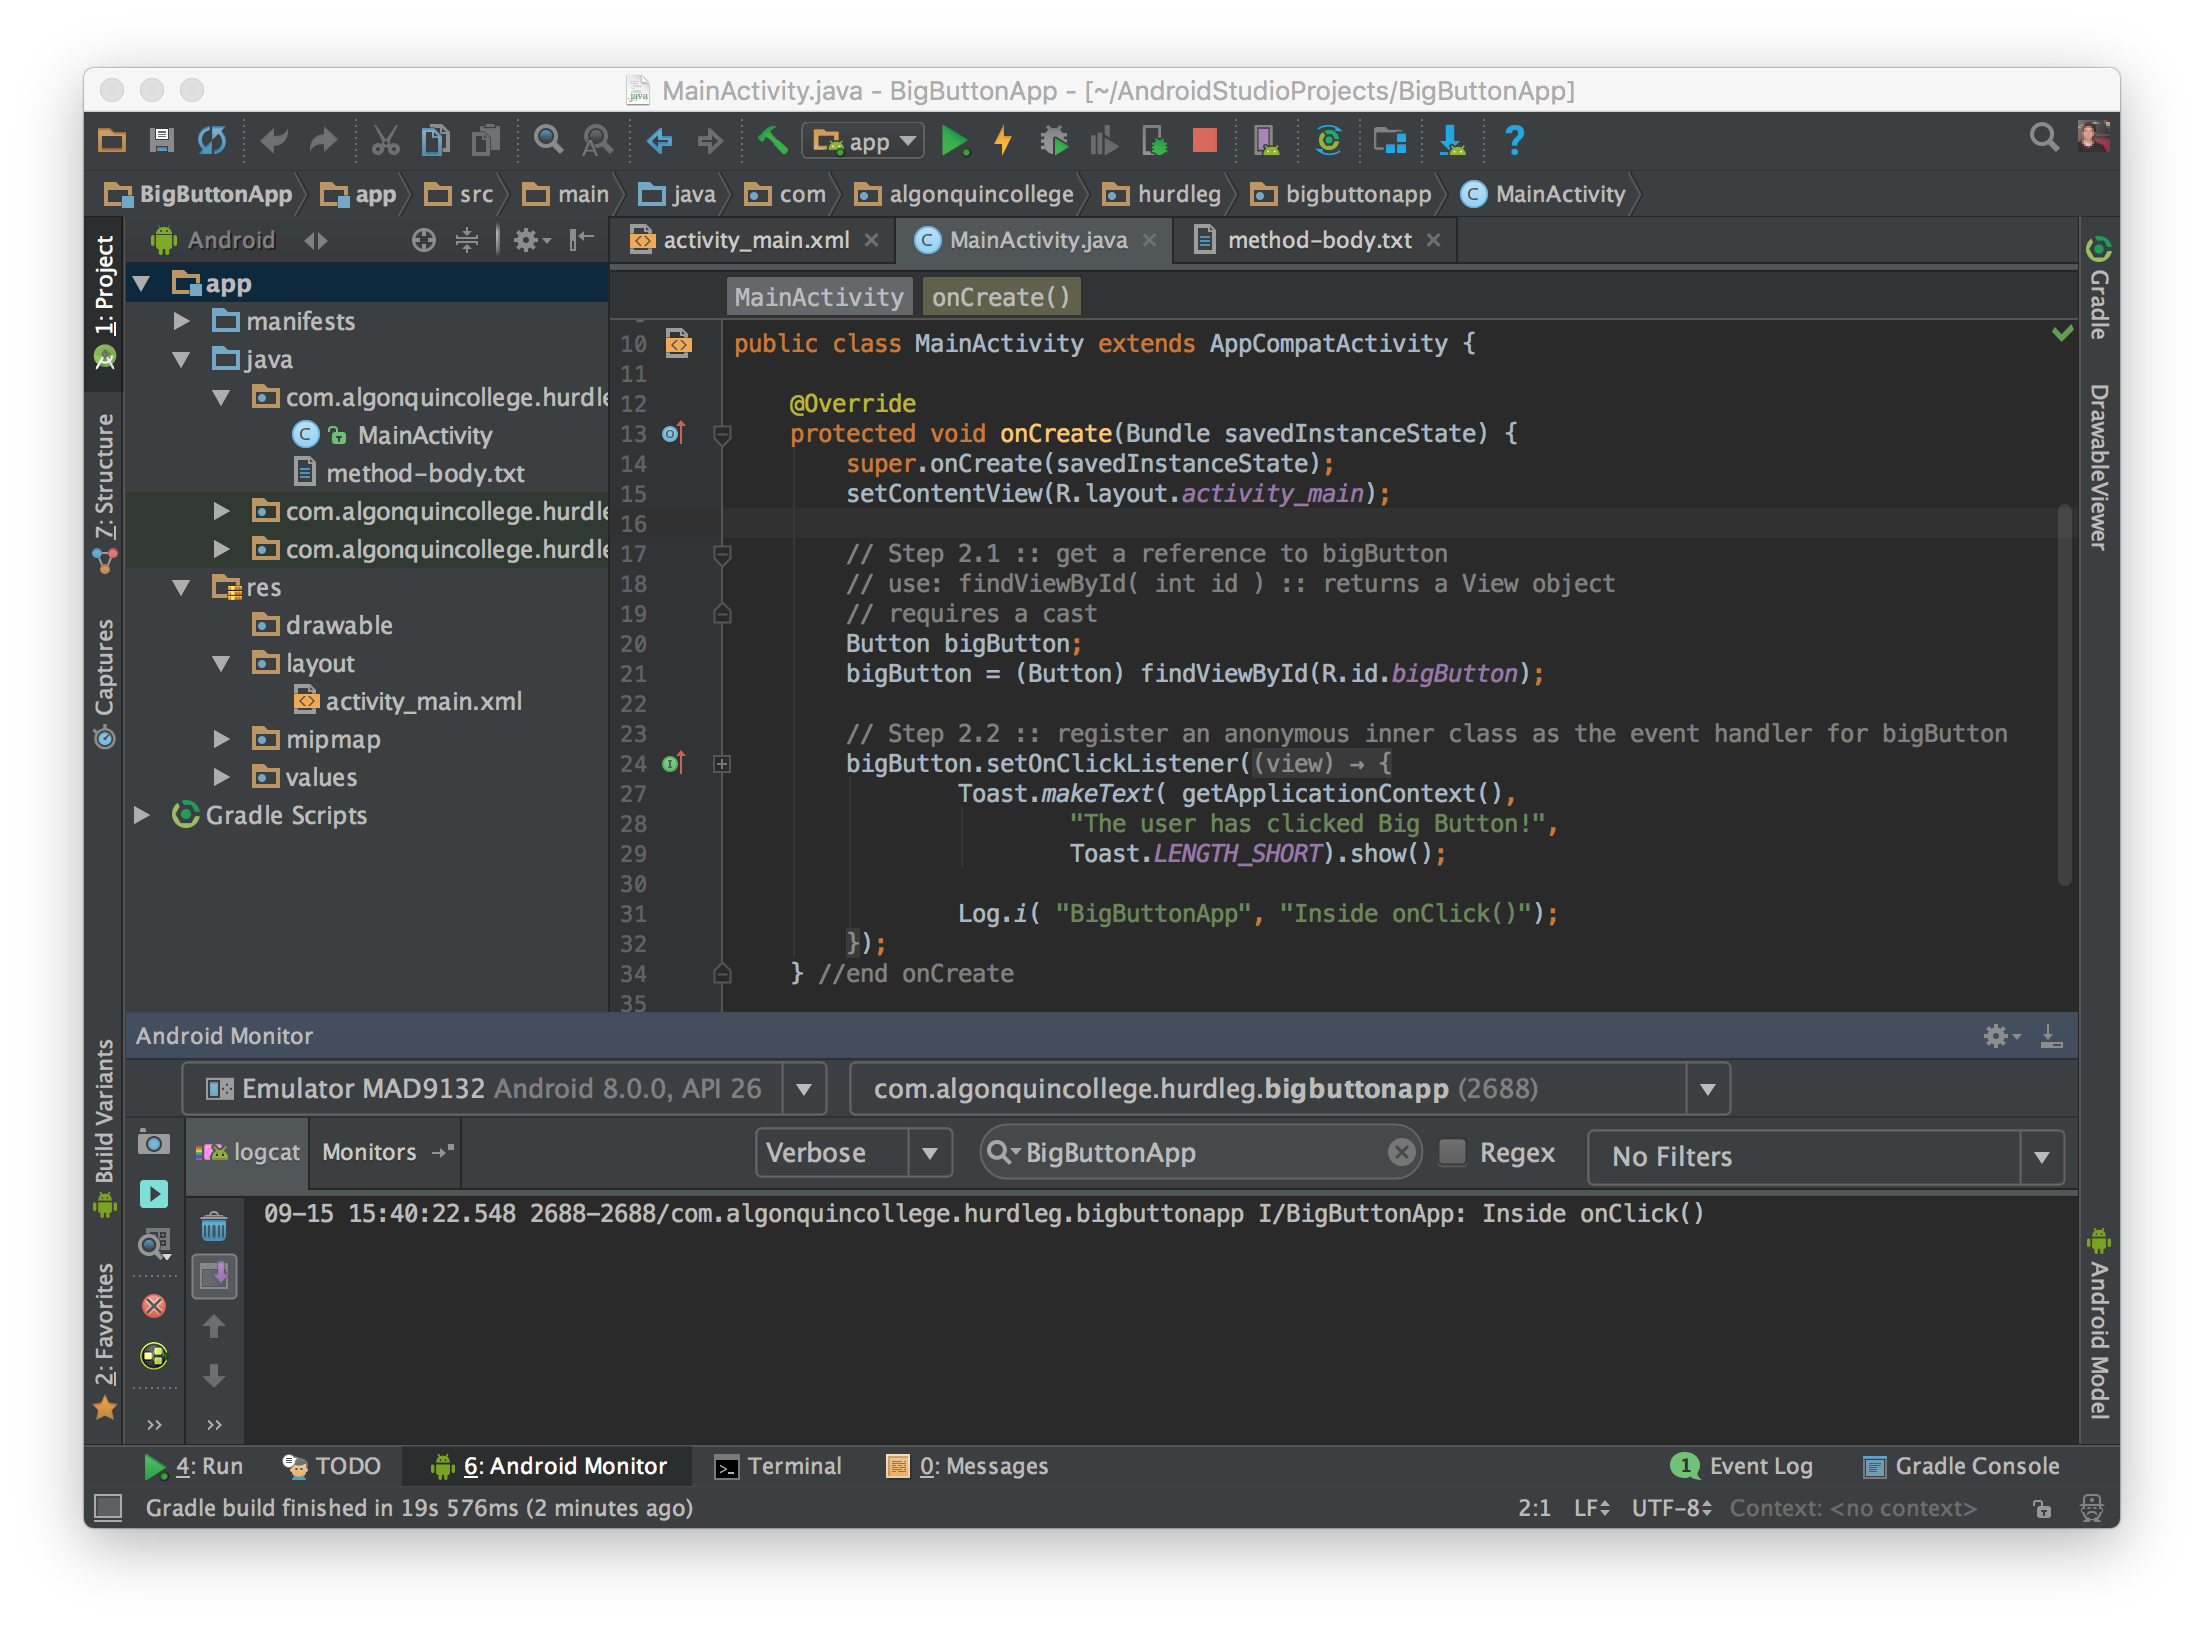 MainActivity.java - BigButtonApp - [~/AndroidStudioProjects/BigButtonApp]
app
BigButtonApp app src main java com algonquincollege hurdleg bigbuttonapp MainActivity
1: Project
7: Structure
Captures
Build Variants
2: Favorites
Android
app
manifests
java
com.algonquincollege.hurdle
MainActivity
method-body.txt
com.algonquincollege.hurdle
com.algonquincollege.hurdle
res
drawable
layout
activity_main.xml
mipmap
values
Gradle Scripts
activity_main.xml MainActivity.java method-body.txt
MainActivity onCreate()
10 public class MainActivity extends AppCompatActivity {
11
12 @Override
13 protected void onCreate(Bundle savedInstanceState) {
14 super.onCreate(savedInstanceState);
15 setContentView(R.layout.activity_main);
16
17 // Step 2.1 :: get a reference to bigButton
18 // use: findViewById( int id ) :: returns a View object
19 // requires a cast
20 Button bigButton;
21 bigButton = (Button) findViewById(R.id.bigButton);
22
23 // Step 2.2 :: register an anonymous inner class as the event handler for bigButton
24 bigButton.setOnClickListener((view) → {
27 Toast.makeText( getApplicationContext(),
28 "The user has clicked Big Button!",
29 Toast.LENGTH_SHORT).show();
30
31 Log.i( "BigButtonApp", "Inside onClick()");
32 });
34 } //end onCreate
35
Gradle
DrawableViewer
Android Model
Android Monitor
Emulator MAD9132 Android 8.0.0, API 26 com.algonquincollege.hurdleg.bigbuttonapp (2688)
logcat Monitors Verbose BigButtonApp Regex No Filters
09-15 15:40:22.548 2688-2688/com.algonquincollege.hurdleg.bigbuttonapp I/BigButtonApp: Inside onClick()
4: Run TODO 6: Android Monitor Terminal 0: Messages 1 Event Log Gradle Console
Gradle build finished in 19s 576ms (2 minutes ago) 2:1 LF UTF-8 Context: <no context>